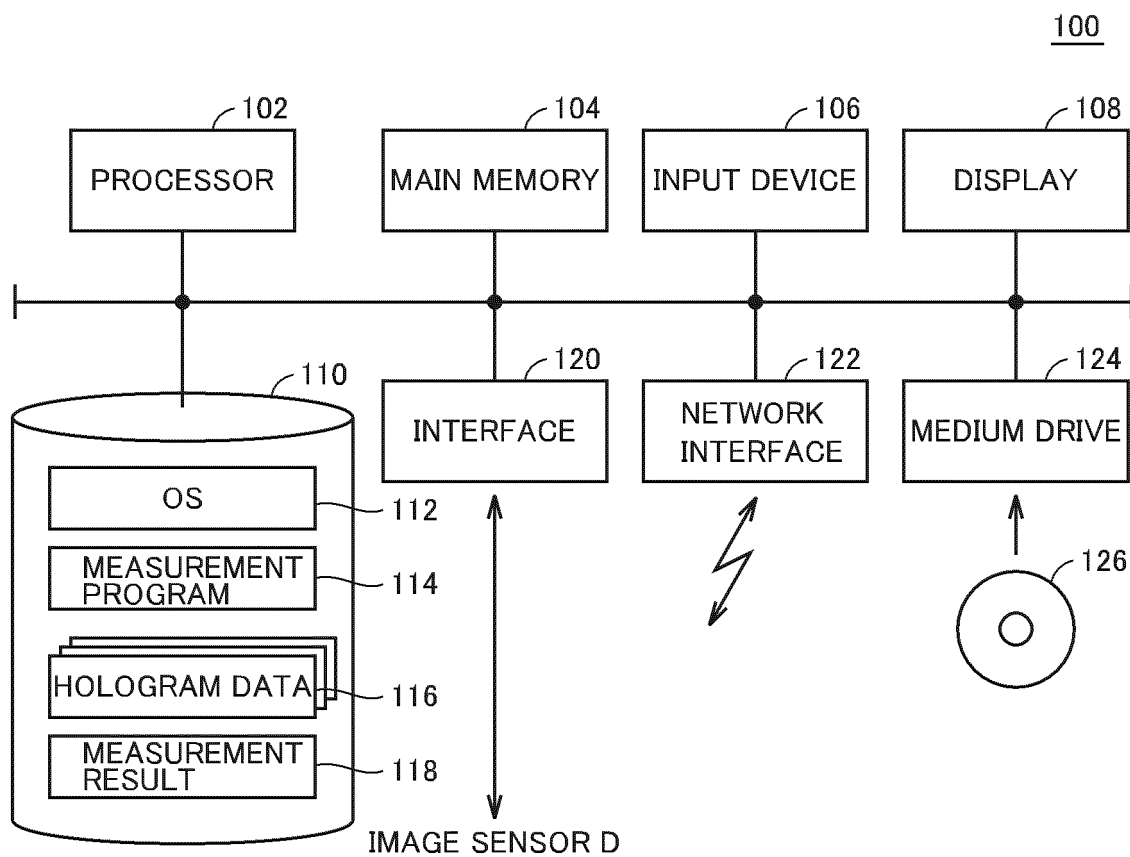 100
102
104
106
108
PROCESSOR
MAIN MEMORY
INPUT DEVICE
DISPLAY
110
120
122
124
INTERFACE
NETWORK
INTERFACE
MEDIUM DRIVE
OS
112
MEASUREMENT
PROGRAM
114
126
HOLOGRAM DATA
116
MEASUREMENT
RESULT
118
IMAGE SENSOR D